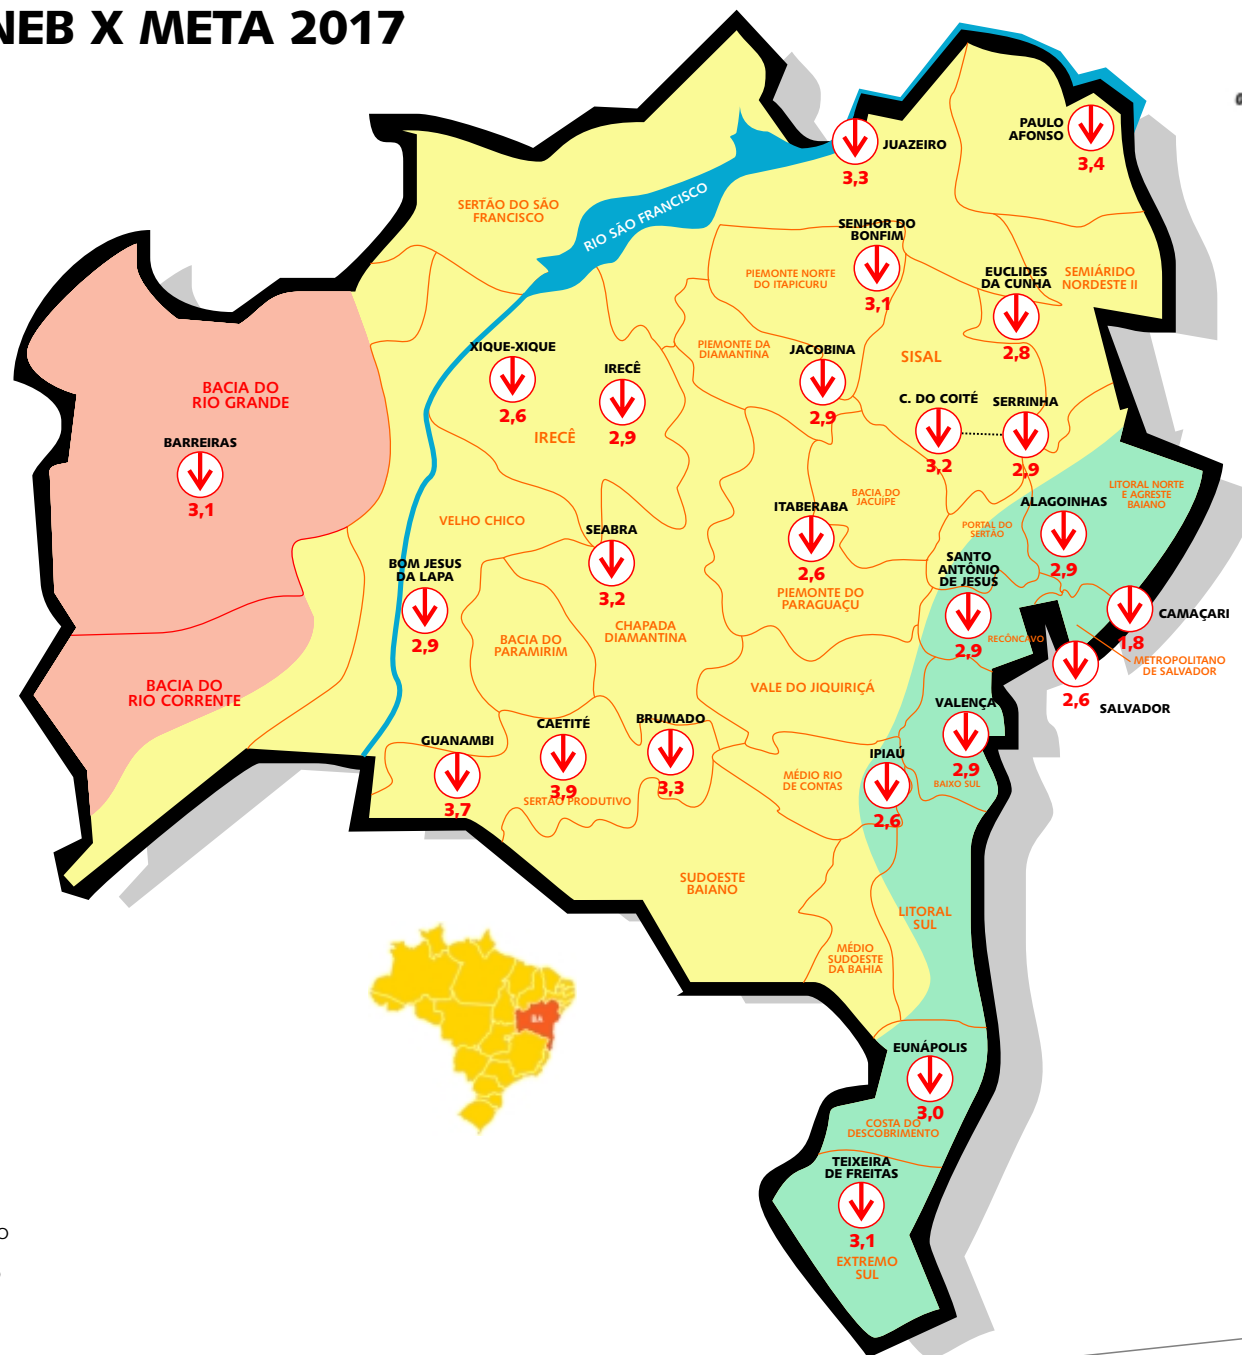 NEB X META 2017
JUAZEIRO
3,3
PAULO
AFONSO
3,4
SERTÃO DO SÃO
FRANCISCO
RIO SÃO FRANCISCO
SENHOR DO
BONFIM
3,1
PIEMONTE NORTE
DO ITAPICURU
EUCLIDES
DA CUNHA
2,8
SEMIÁRIDO
NORDESTE II
XIQUE-XIQUE
2,6
IRECÊ
2,9
IRECÊ
PIEMONTE DA
DIAMANTINA
JACOBINA
2,9
SISAL
BACIA DO
RIO GRANDE
BARREIRAS
3,1
C. DO COITÉ
3,2
SERRINHA
2,9
LITORAL NORTE
E AGRESTE
BAIANO
VELHO CHICO
SEABRA
3,2
ITABERABA
2,6
BACIA DO
JACUÍPE
PORTAL DO
SERTÃO
ALAGOINHAS
2,9
BOM JESUS
DA LAPA
2,9
SANTO
ANTÔNIO
DE JESUS
2,9
PIEMONTE DO
PARAGUAÇU
CAMAÇARI
1,8
CHAPADA
DIAMANTINA
BACIA DO
PARAMIRIM
RECÔNCAVO
METROPOLITANO
DE SALVADOR
2,6
SALVADOR
BACIA DO
RIO CORRENTE
VALE DO JIQUIRIÇÁ
VALENÇA
2,9
BAIXO SUL
GUANAMBI
3,7
CAETITÉ
3,9
BRUMADO
3,3
SERTÃO PRODUTIVO
MÉDIO RIO
DE CONTAS
IPIAÚ
2,6
SUDOESTE
BAIANO
LITORAL
SUL
MÉDIO
SUDOESTE
DA BAHIA
BA
EUNÁPOLIS
3,0
COSTA DO
DESCOBRIMENTO
TEIXEIRA
DE FREITAS
3,1
EXTREMO
SUL